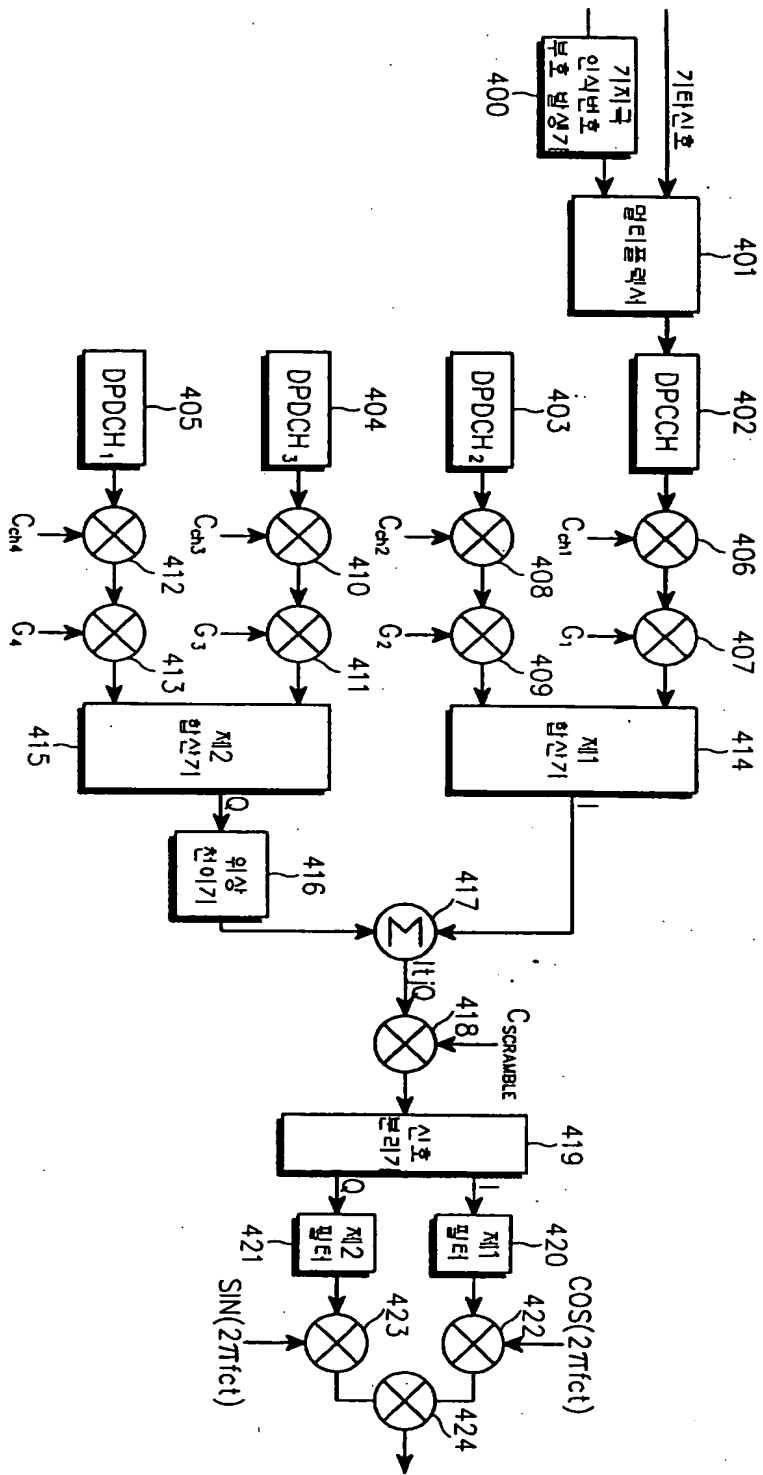 기타신호
기지국
인식번호
부호 발생기
400
멀티플렉서
401
DPCCH
402
Cch1
406
G1
407
DPDCH2
403
Cch2
408
G2
409
제1
합산기
414
I
DPDCH3
404
Cch3
410
G3
411
DPDCH1
405
Cch4
412
G4
413
제2
합산기
415
Q
위상
천이기
416
417
Σ
ItjQ
418
CSCRAMBLE
신호
분리기
419
I
Q
제1
필터
420
제2
필터
421
COS(2πfct)
422
SIN(2πfct)
423
424